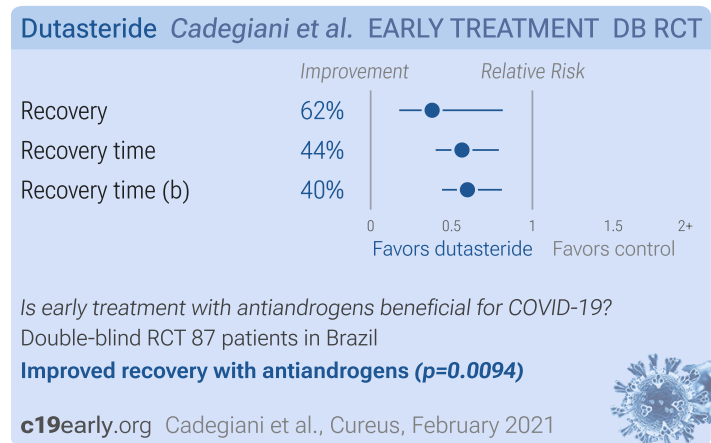 Dutasteride Cadegiani et al. EARLY TREATMENT DB RCT
Improvement Relative Risk
Recovery 62%
Recovery time 44%
Recovery time (b) 40%
0 0.5 1 1.5 2+
Favors dutasteride Favors control
Is early treatment with antiandrogens beneficial for COVID-19?
Double-blind RCT 87 patients in Brazil
Improved recovery with antiandrogens (p=0.0094)
c19early.org Cadegiani et al., Cureus, February 2021